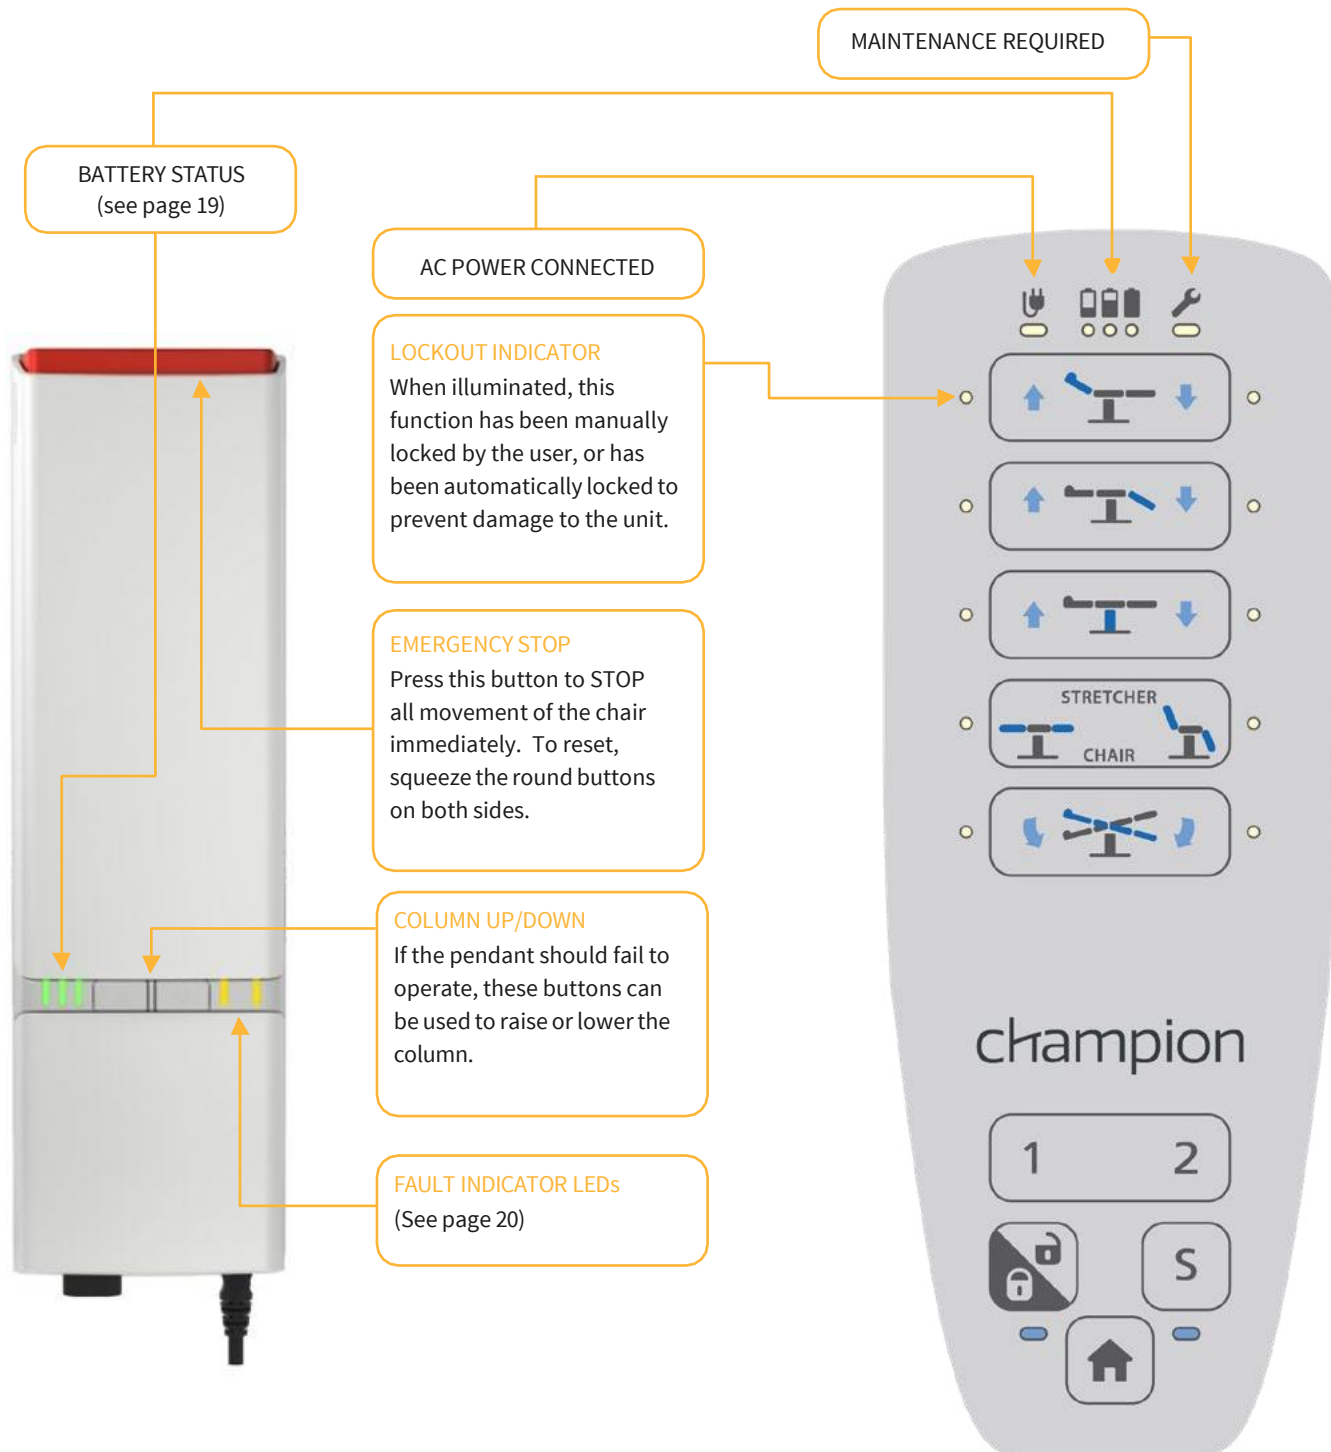 MAINTENANCE REQUIRED
BATTERY STATUS
(see page 19)
AC POWER CONNECTED
LOCKOUT INDICATOR
When illuminated, this
function has been manually
locked by the user, or has
been automatically locked to
prevent damage to the unit.
EMERGENCY STOP
Press this button to STOP
all movement of the chair
immediately. To reset,
squeeze the round buttons
on both sides.
COLUMN UP/DOWN
If the pendant should fail to
operate, these buttons can
be used to raise or lower the
column.
FAULT INDICATOR LEDs
(See page 20)
STRETCHER
CHAIR
champion
1 2
S